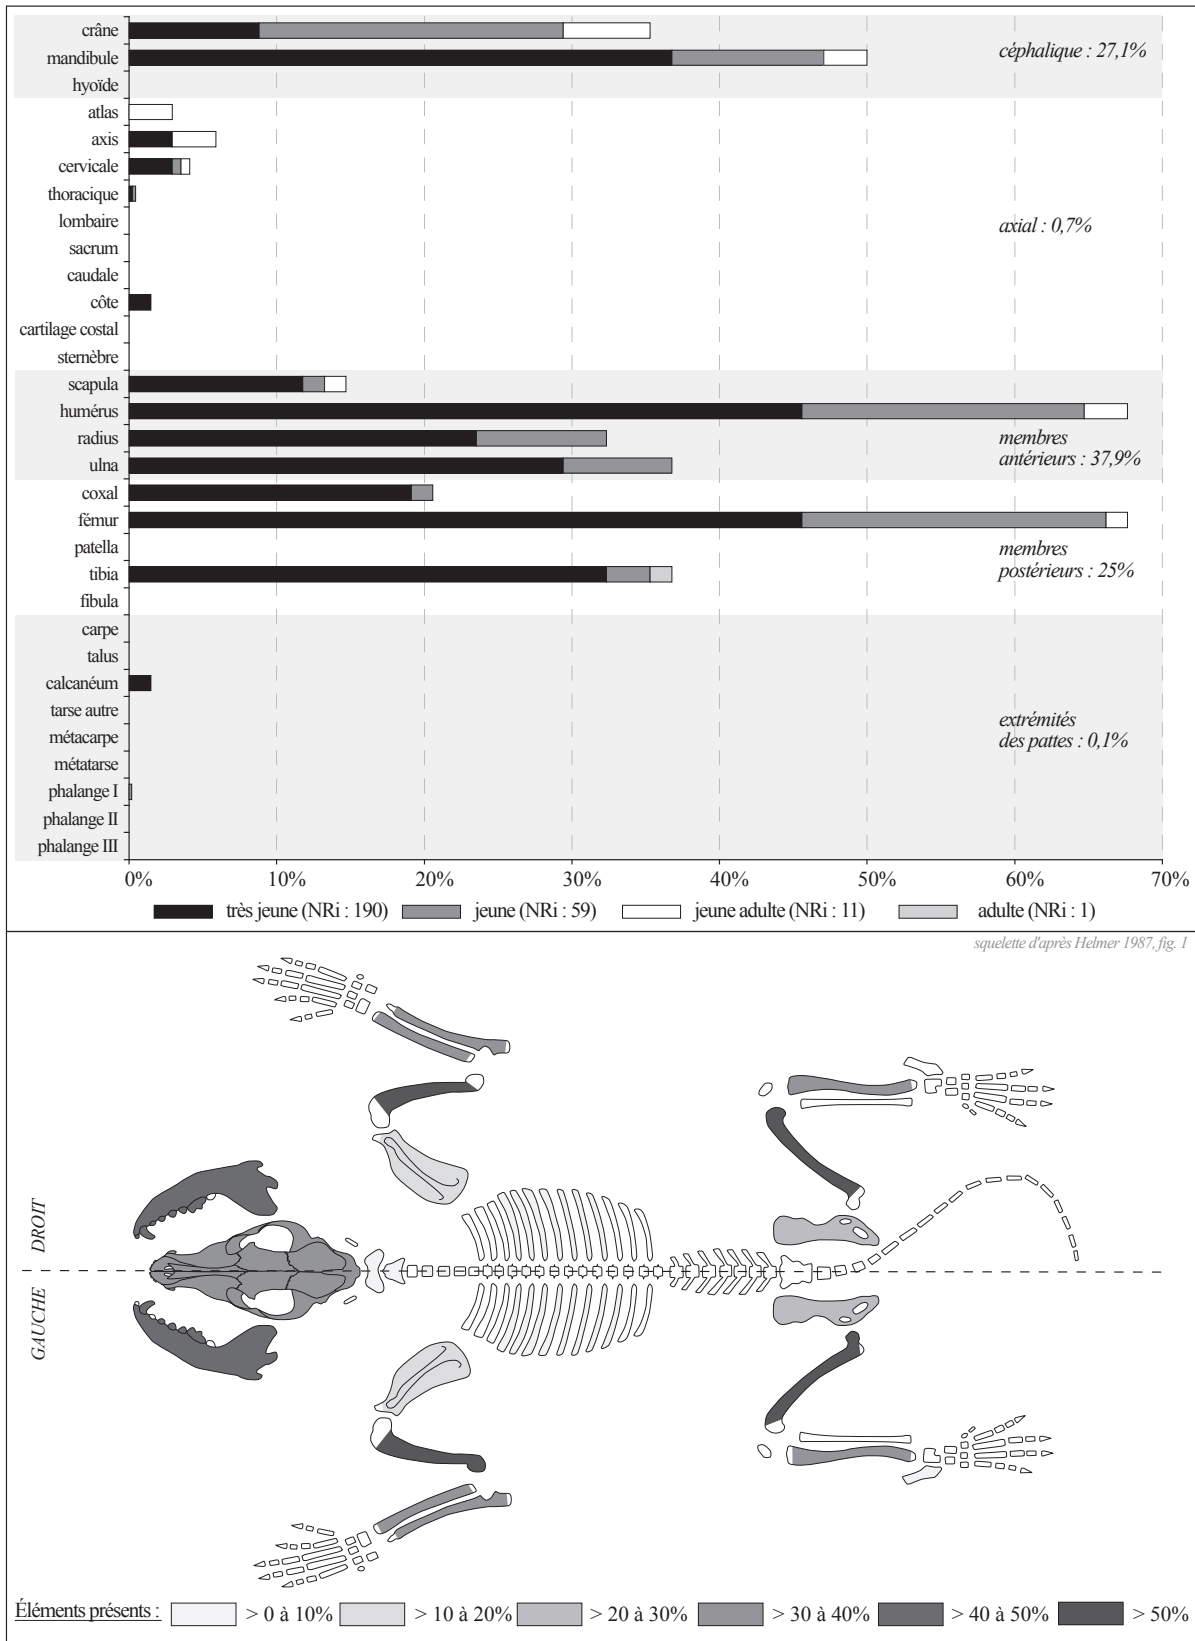 crâne
mandibule
hyoïde
céphalique : 27,1%
atlas
axis
cervicale
thoracique
lombaire
sacrum
caudale
côte
cartilage costal
sternèbre
axial : 0,7%
scapula
humérus
radius
ulna
membres
antérieurs : 37,9%
coxal
fémur
patella
tibia
fibula
membres
postérieurs : 25%
carpe
talus
calcanéum
tarse autre
métacarpe
métatarse
phalange I
phalange II
phalange III
extrémités
des pattes : 0,1%
0% 10% 20% 30% 40% 50% 60% 70%
très jeune (NRi : 190) jeune (NRi : 59) jeune adulte (NRi : 11) adulte (NRi : 1)
squelette d'après Helmer 1987, fig. 1
DROIT
GAUCHE
Éléments présents : > 0 à 10% > 10 à 20% > 20 à 30% > 30 à 40% > 40 à 50% > 50%